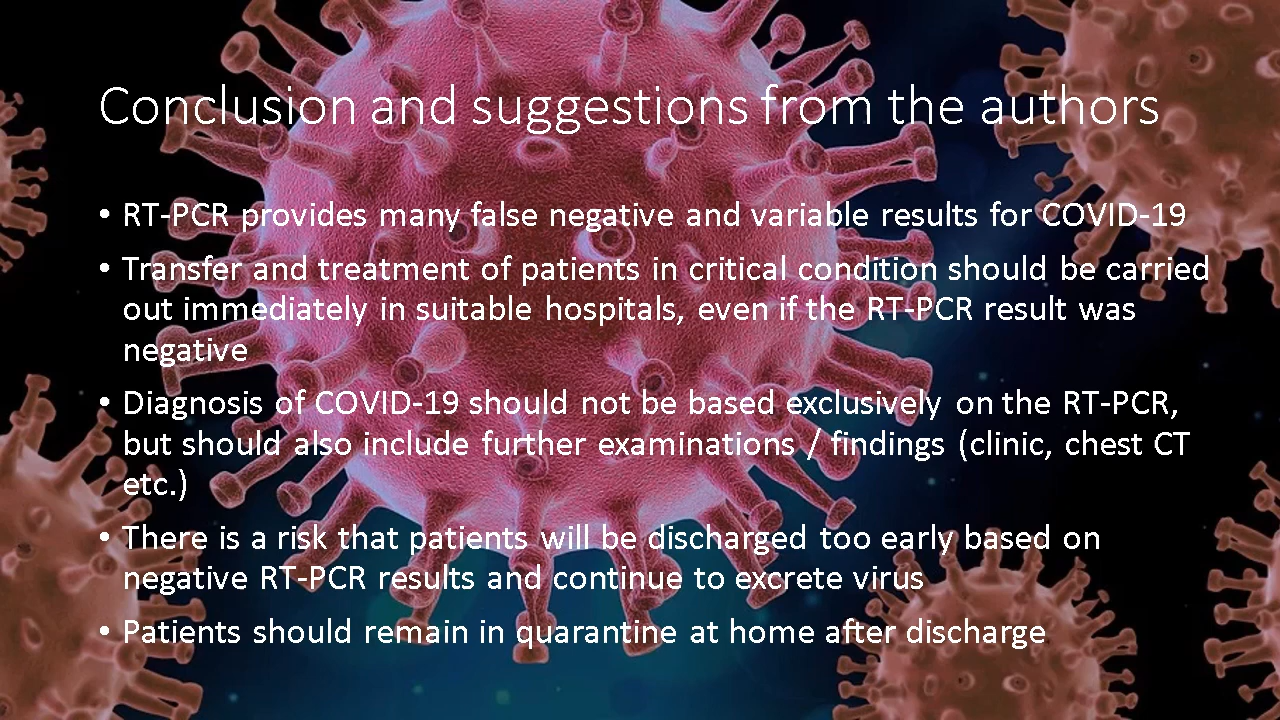 Conclusion and suggestions from the authors
• RT-PCR provides many false negative and variable results for COVID-19
• Transfer and treatment of patients in critical condition should be carried
out immediately in suitable hospitals, even if the RT-PCR result was
negative
• Diagnosis of COVID-19 should not be based exclusively on the RT-PCR,
but should also include further examinations / findings (clinic, chest CT
etc.)
• There is a risk that patients will be discharged too early based on
negative RT-PCR results and continue to excrete virus
• Patients should remain in quarantine at home after discharge